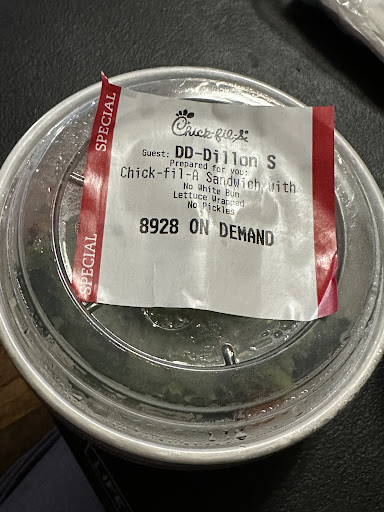 SPECIAL
SPECIAL
Chick-fil-A
Guest: DD-Dillon S
Prepared for you:
Chick-fil-A Sandwich with
No White Bun
Lettuce Wrapped
No Pickles
8928 ON DEMAND